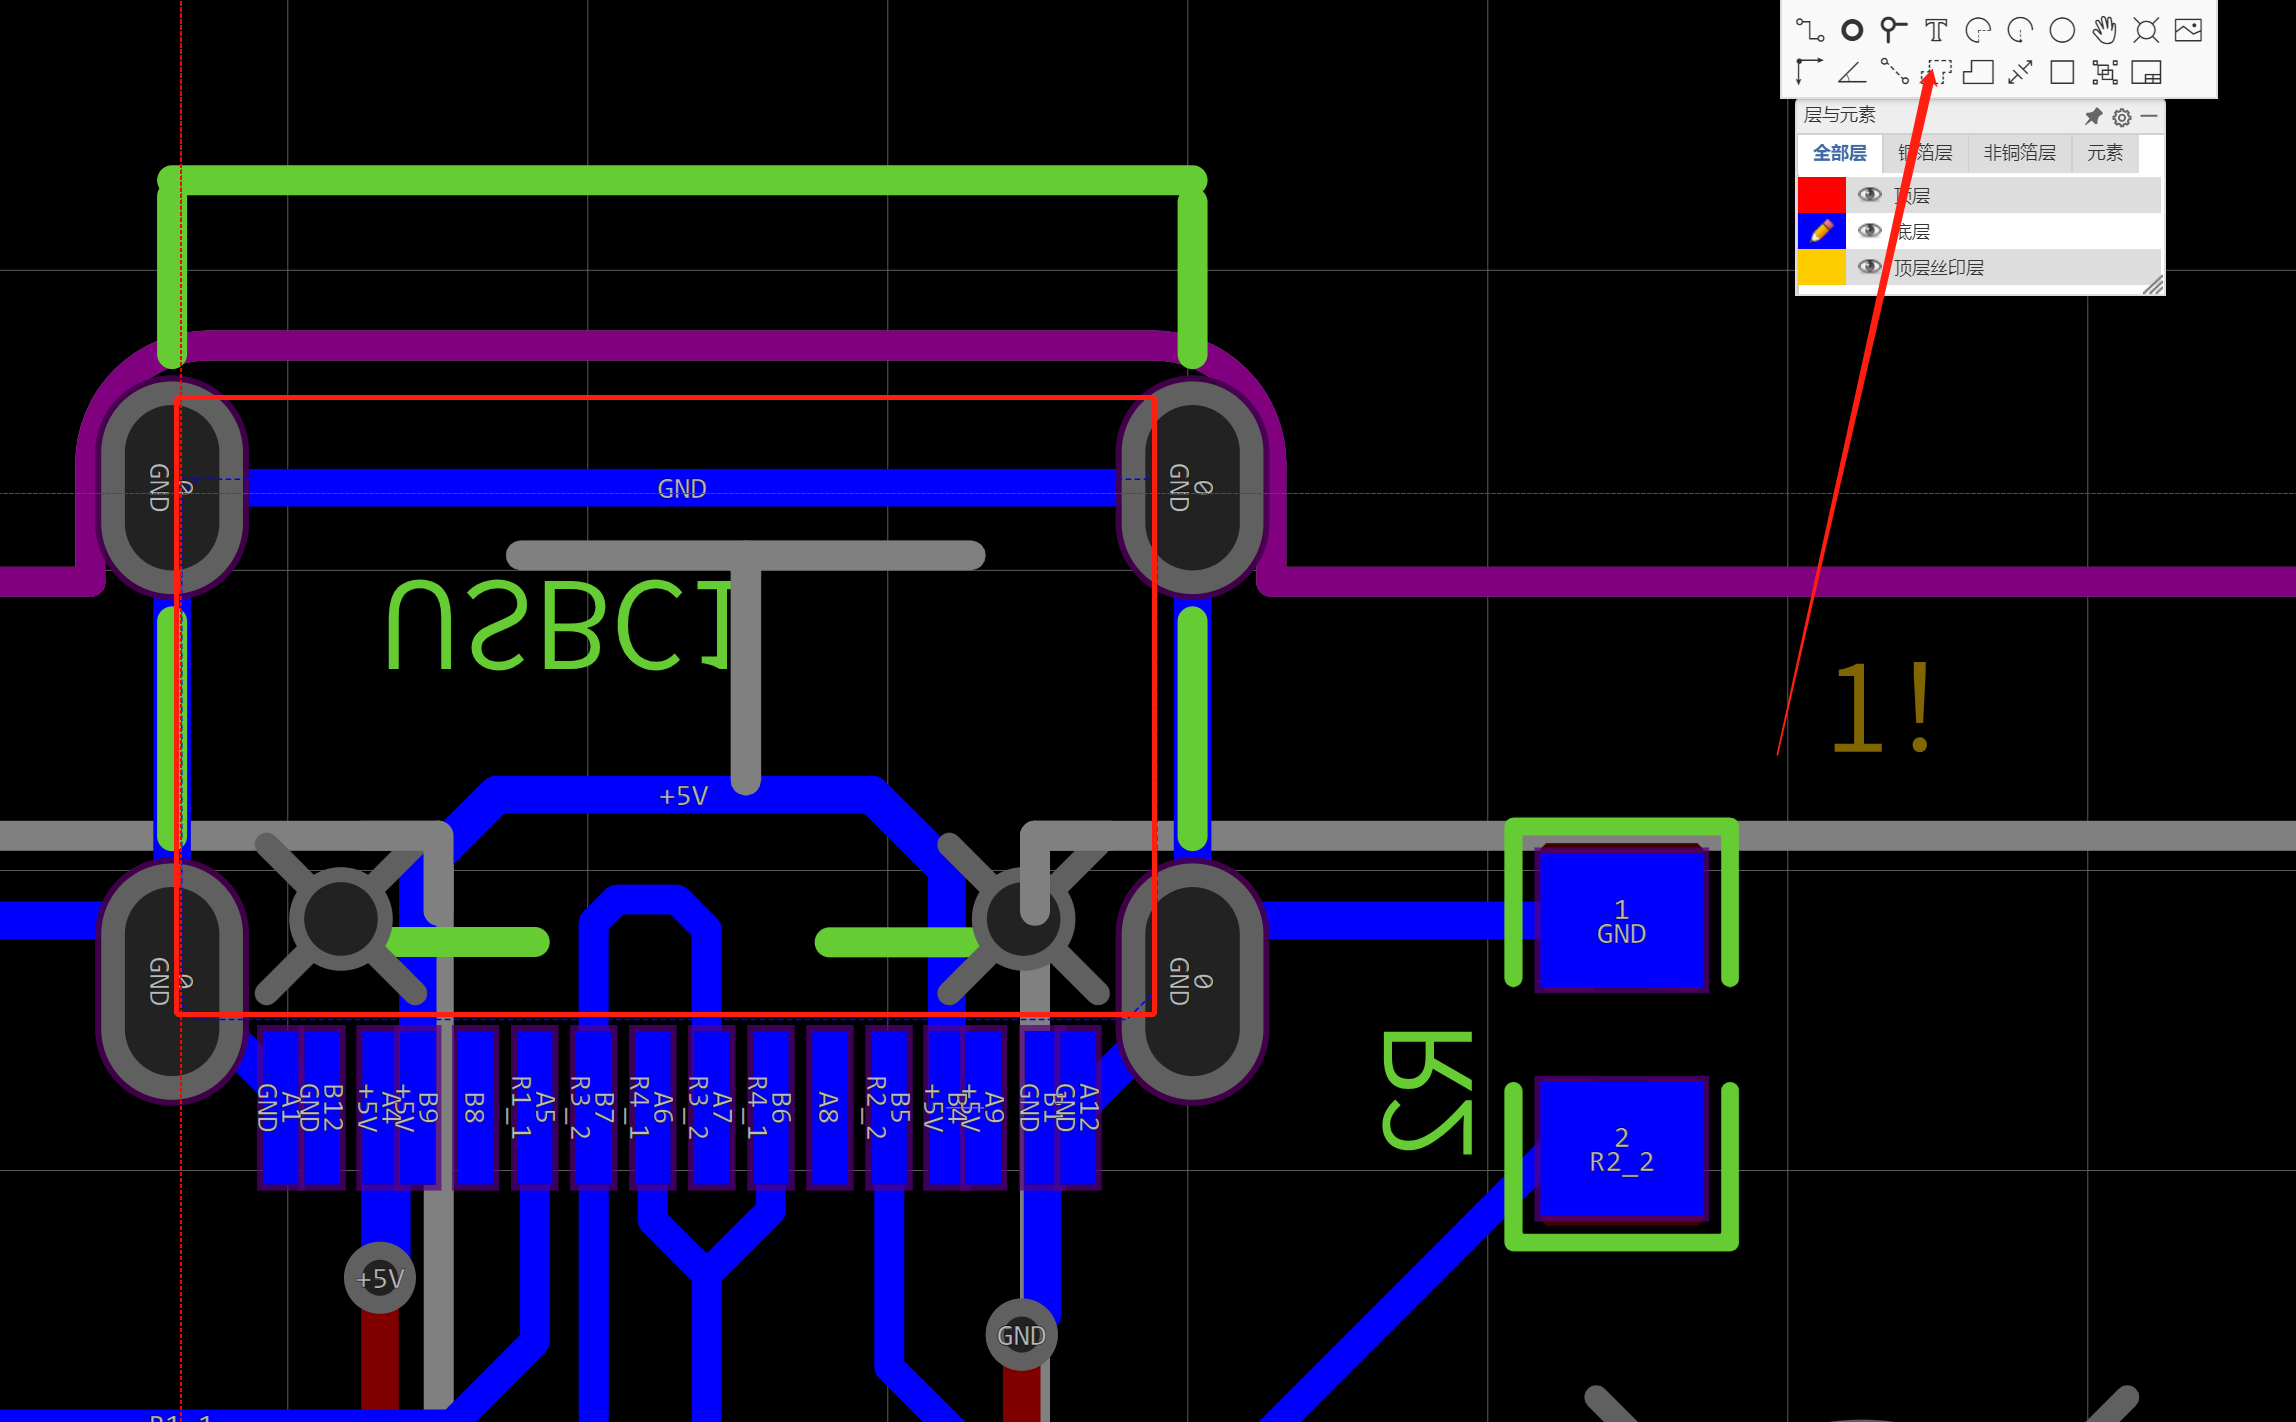 层与元素
全部层 铜箔层 非铜箔层 元素
顶层
底层
顶层丝印层
GND 0
GND
GND 0
USBC1
1!
+5V
1
GND
GND 0
GND 0
R2
GND A1
GND B12
+5V A4
+5V B9
B8
R1_1 A5
R3_2 B7
R4_1 A6
R3_2 A7
R4_1 B6
A8
R2_2 B5
+5V B4
+5V A9
GND B1
GND A12
2
R2_2
+5V
GND
R1_1